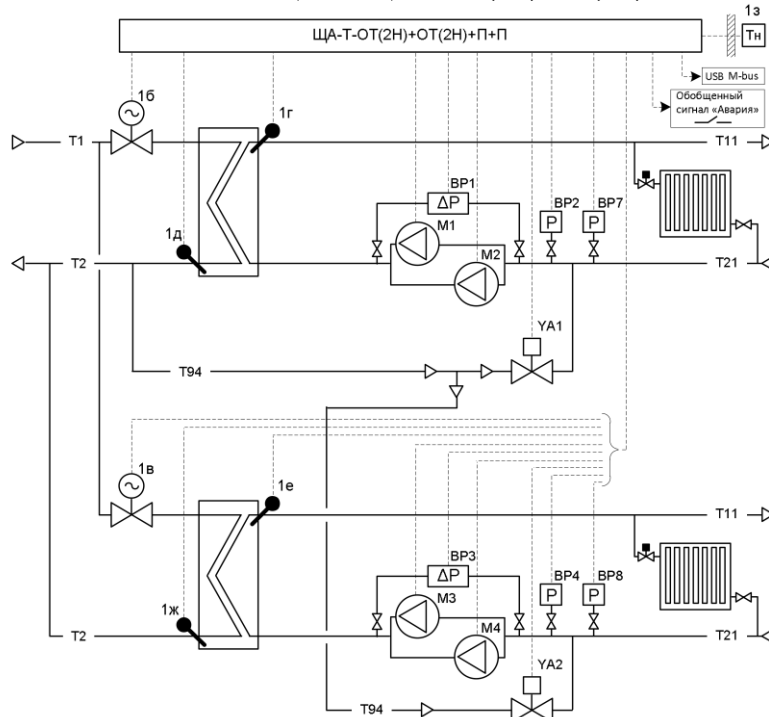 ЩА-Т-ОТ(2Н)+ОТ(2Н)+П+П
1з
Тн
USB M-bus
Обобщенный
сигнал «Авария»
1б
1г
T1
T11
BP1
ΔP
BP2
BP7
P
P
M1
M2
1д
T2
T21
YA1
T94
1в
1е
T11
BP3
ΔP
BP4
BP8
P
P
M3
M4
1ж
T2
T21
YA2
T94